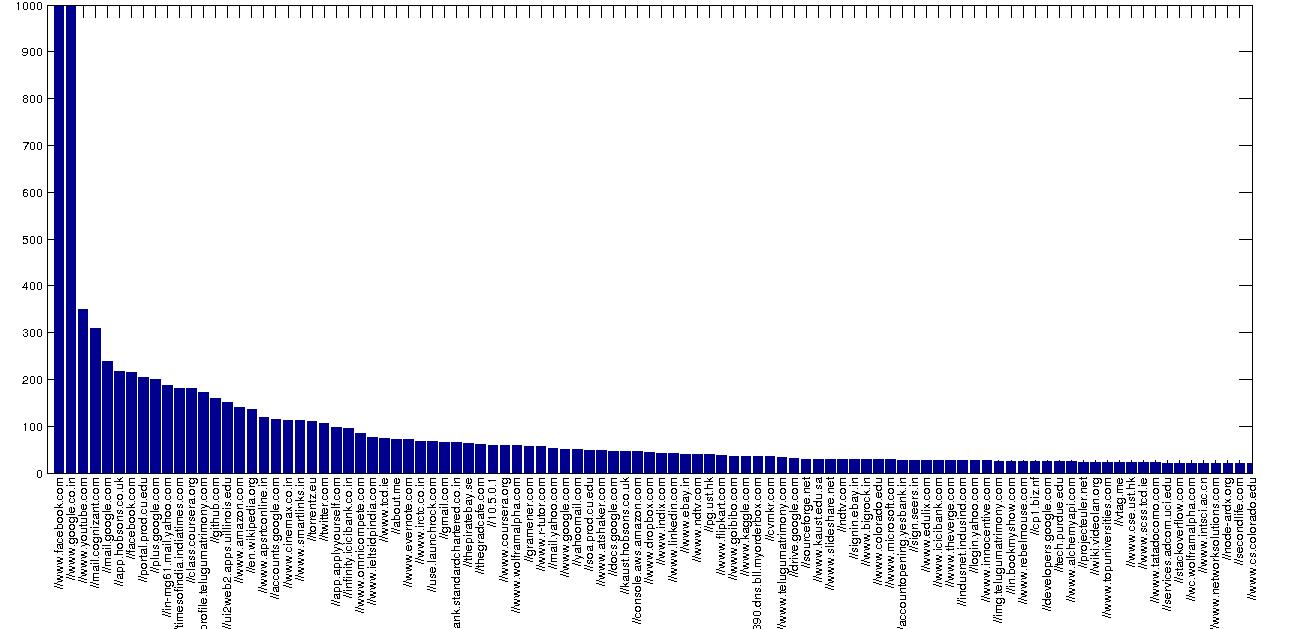 1000
900
800
700
600
500
400
300
200
100
0
//www.facebook.com
//www.google.co.in
//www.youtube.com
//mail.cognizant.com
//mail.google.com
//app.hobsons.co.uk
//facebook.com
//portal.prod.cu.edu
//plus.google.com
//in-mg61.mail.yahoo.com
//timesofindia.indiatimes.com
//class.coursera.org
profile.telugumatrimony.com
//github.com
//ui2web2.apps.uillinois.edu
//www.amazon.com
//en.wikipedia.org
//www.apsrtconline.in
//accounts.google.com
//www.cinemax.co.in
//www.smartlinks.in
//torrentz.eu
//twitter.com
//app.applyyourself.com
//infinity.icicibank.co.in
//www.omnicompete.com
//www.ieltsidpindia.com
//www.tcd.ie
//about.me
//www.evernote.com
//www.irctc.co.in
//use.launchrock.com
//gmail.com
ank.standardchartered.co.in
//thepiratebay.se
//thegradcafe.com
//10.5.0.1
//www.coursera.org
//www.wolframalpha.com
//gramener.com
//www.r-tutor.com
//mail.yahoo.com
//www.google.com
//yahoomail.com
//soa.prod.cu.edu
//www.atshaker.com
//docs.google.com
//kaust.hobsons.co.uk
//console.aws.amazon.com
//www.dropbox.com
//www.indix.com
//www.linkedin.com
//www.ebay.in
//www.ndtv.com
//pg.ust.hk
//www.flipkart.com
//www.goibibo.com
//www.kaggle.com
390.dns.bll.myorderbox.com
//cnn.com
//www.telugumatrimony.com
//drive.google.com
//sourceforge.net
//www.kaust.edu.sa
//www.slideshare.net
//ndtv.com
//signin.ebay.in
//www.bigrock.in
//www.colorado.edu
//www.microsoft.com
//accountopening.yesbank.in
//sign.seers.in
//www.edurix.com
//www.icicibank.com
//www.theverge.com
//indusnet.indusind.com
//login.yahoo.com
//www.innocentive.com
//img.telugumatrimony.com
//in.bookmyshow.com
//www.rebelmouse.com
//cp1.biz.nf
//developers.google.com
//tech.purdue.edu
//www.alchemyapi.com
//projecteuler.net
//wiki.videolan.org
//www.topuniversities.com
//vtag.me
//www.cse.ust.hk
//www.scss.tcd.ie
//www.tatadocomo.com
//services.adcom.uci.edu
//stackoverflow.com
//wc.wolframalpha.com
//www.imtsci.ac.cn
//www.networksolutions.com
//node-ardx.org
//secondlife.com
//www.cs.colorado.edu